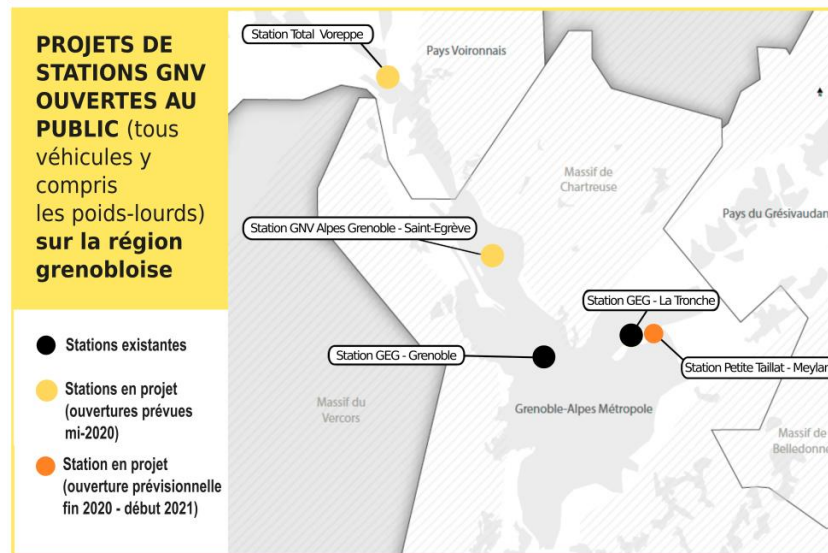 PROJETS DE
STATIONS GNV
OUVERTES AU
PUBLIC (tous
véhicules y
compris
les poids-lourds)
sur la région
grenobloise
Stations existantes
Stations en projet
(ouvertures prévues
mi-2020)
Station en projet
(ouverture prévisionnelle
fin 2020 - début 2021)
Station Total Voreppe
Pays Voironnais
Massif de
Chartreuse
Pays du Grésivaudan
Station GNV Alpes Grenoble - Saint-Egrève
Station GEG - La Tronche
Station GEG - Grenoble
Station Petite Taillat - Meylan
Massif du
Vercors
Grenoble-Alpes Métropole
Massif de
Belledonne